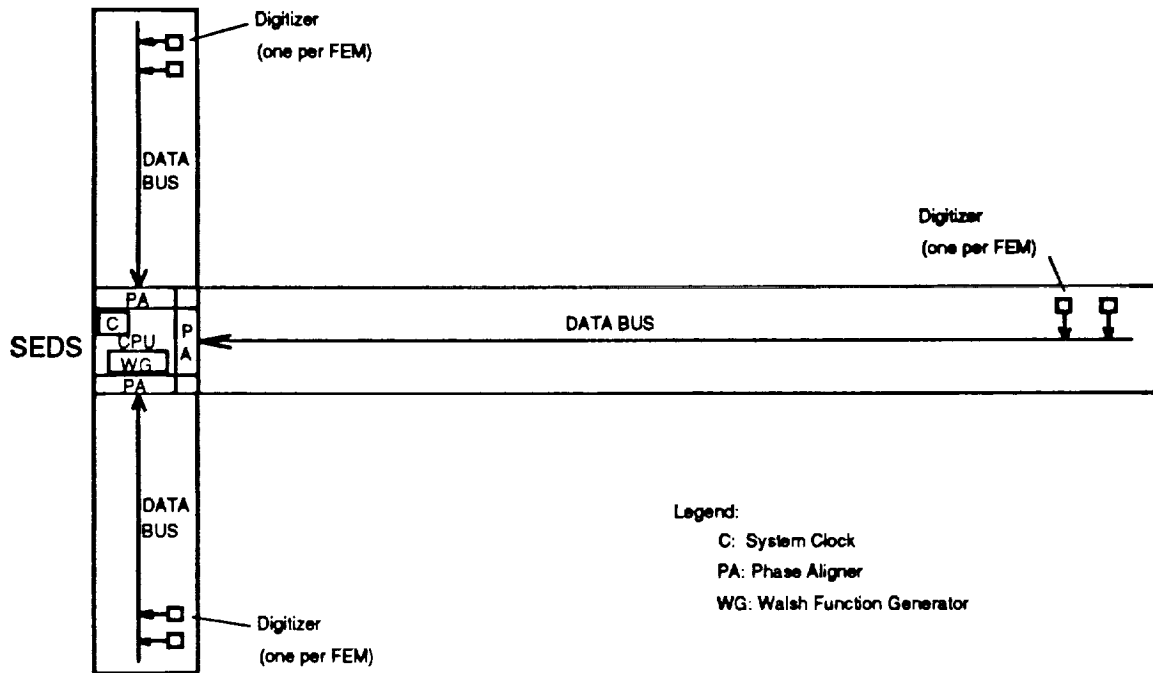 Digitizer
(one per FEM)
DATA
BUS
Digitizer
(one per FEM)
PA
C
CPU
WG
PA
P
A
SEDS
DATA BUS
DATA
BUS
Legend:
C: System Clock
PA: Phase Aligner
WG: Walsh Function Generator
Digitizer
(one per FEM)